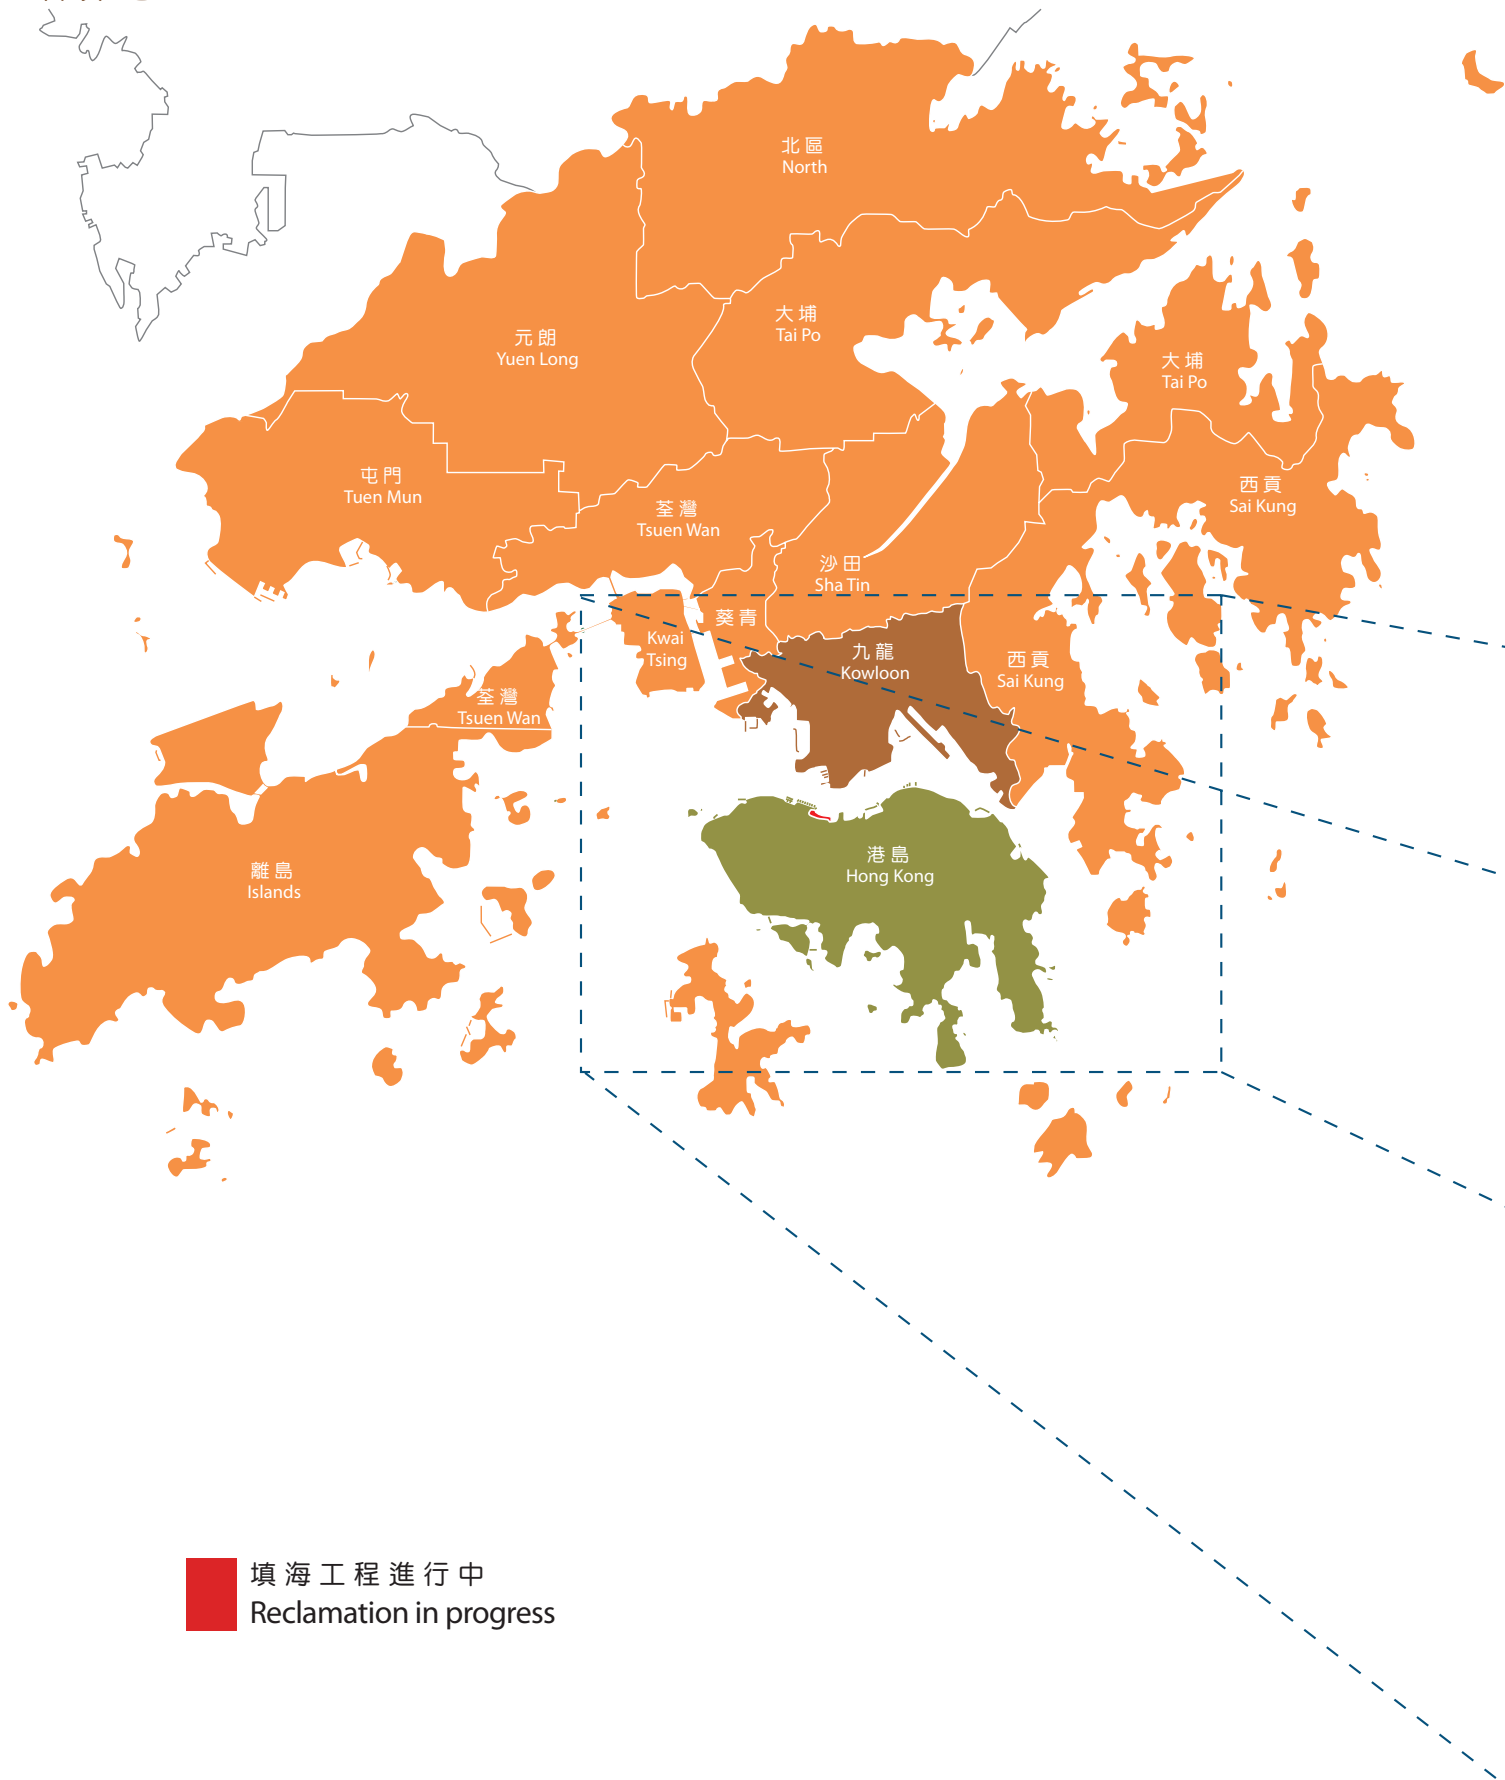 北區
North
大埔
Tai Po
元朗
Yuen Long
大埔
Tai Po
屯門
Tuen Mun
西貢
Sai Kung
荃灣
Tsuen Wan
沙田
Sha Tin
葵青
Kwai
Tsing
九龍
Kowloon
西貢
Sai Kung
荃灣
Tsuen Wan
港島
Hong Kong
離島
Islands
填海工程進行中
Reclamation in progress